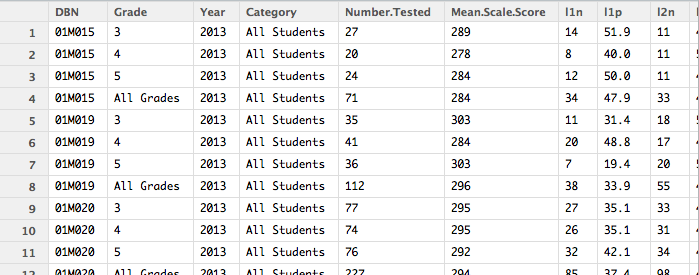 DBN Grade Year Category Number.Tested Mean.Scale.Score l1n l1p l2n
1 01M015 3 2013 All Students 27 289 14 51.9 11
2 01M015 4 2013 All Students 20 278 8 40.0 11
3 01M015 5 2013 All Students 24 284 12 50.0 11
4 01M015 All Grades 2013 All Students 71 284 34 47.9 33
5 01M019 3 2013 All Students 35 303 11 31.4 18
6 01M019 4 2013 All Students 41 284 20 48.8 17
7 01M019 5 2013 All Students 36 303 7 19.4 20
8 01M019 All Grades 2013 All Students 112 296 38 33.9 55
9 01M020 3 2013 All Students 77 295 27 35.1 33
10 01M020 4 2013 All Students 74 295 26 35.1 31
11 01M020 5 2013 All Students 76 292 32 42.1 34
12 01M020 All Grades 2013 All Students 227 294 85 37.4 98